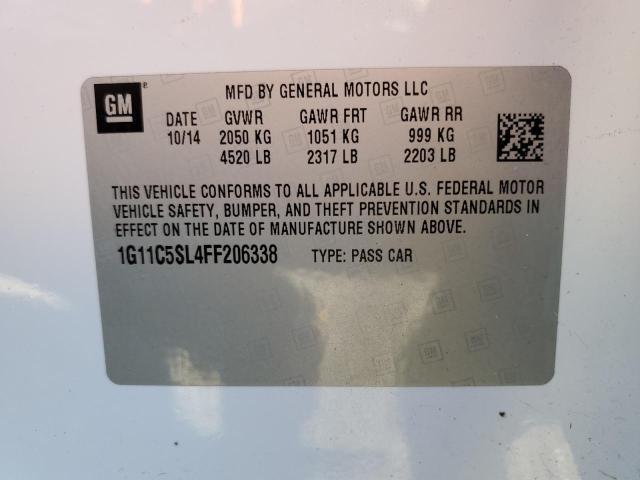 GM ®
MFD BY GENERAL MOTORS LLC
DATE GVWR GAWR FRT GAWR RR
10/14 2050 KG 1051 KG 999 KG
4520 LB 2317 LB 2203 LB
THIS VEHICLE CONFORMS TO ALL APPLICABLE U.S. FEDERAL MOTOR
VEHICLE SAFETY, BUMPER, AND THEFT PREVENTION STANDARDS IN
EFFECT ON THE DATE OF MANUFACTURE SHOWN ABOVE.
1G11C5SL4FF206338 TYPE: PASS CAR